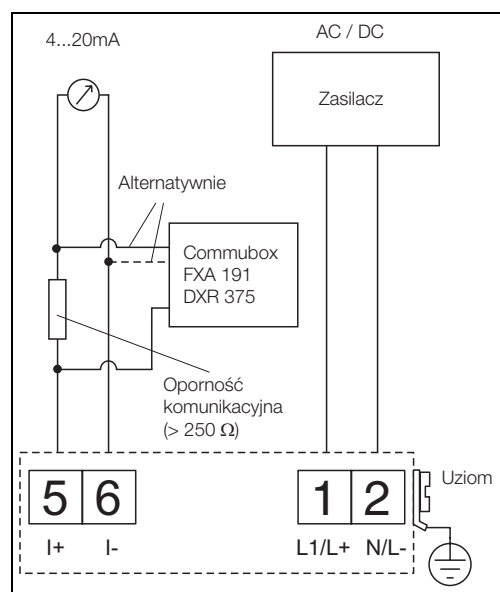 4...20mA
AC / DC
Zasilacz
Alternatywnie
Commubox
FXA 191
DXR 375
Oporność
komunikacyjna
(> 250 Ω)
5 6
I+ I-
1 2
L1/L+ N/L-
Uziom